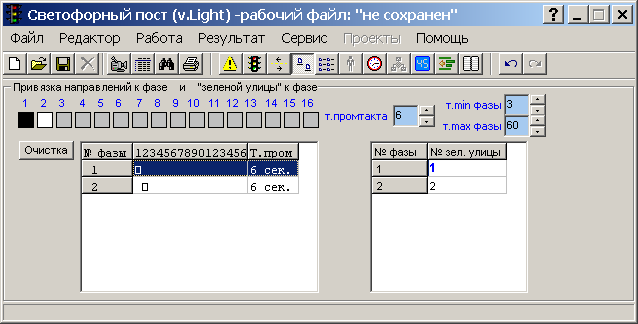 Светофорный пост (v.Light) -рабочий файл: "не сохранен"
Файл Редактор Работа Результат Сервис Проекты Помощь
Привязка направлений к фазе и "зеленой улицы" к фазе
1 2 3 4 5 6 7 8 9 10 11 12 13 14 15 16
т.промтакта 6
т.min фазы 3
т.max фазы 60
Очистка
№ фазы 1234567890123456 Т.пром
1 6 сек.
2 6 сек.
№ фазы № зел. улицы
1 1
2 2